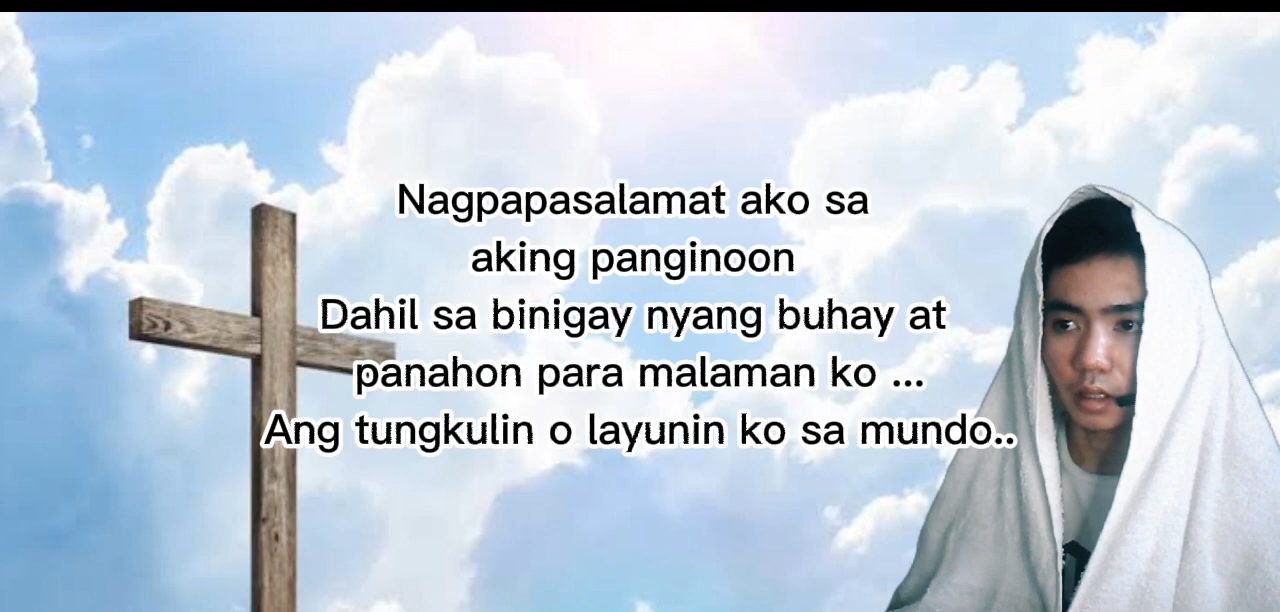 Nagpapasalamat ako sa
aking panginoon
Dahil sa binigay nyang buhay at
panahon para malaman ko ...
Ang tungkulin o layunin ko sa mundo..